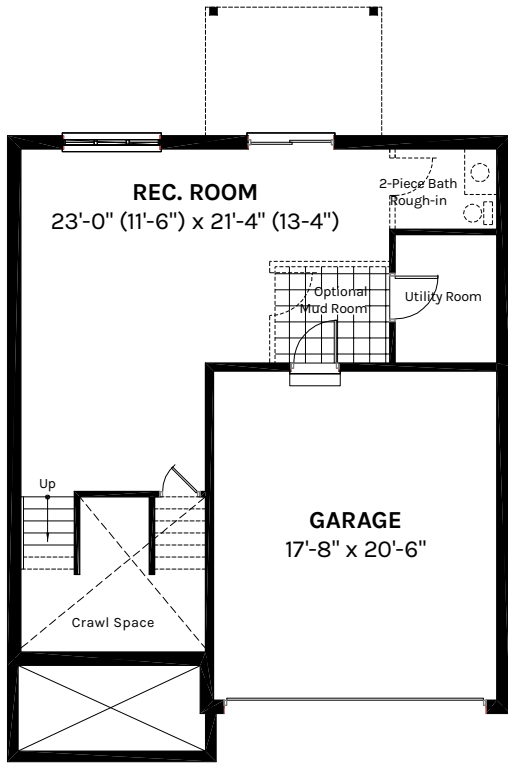 2-Piece Bath
Rough-in
REC. ROOM
23'-0" (11'-6") x 21'-4" (13-4")
Optional
Mud Room
Utility Room
Up
GARAGE
17'-8" x 20'-6"
Crawl Space